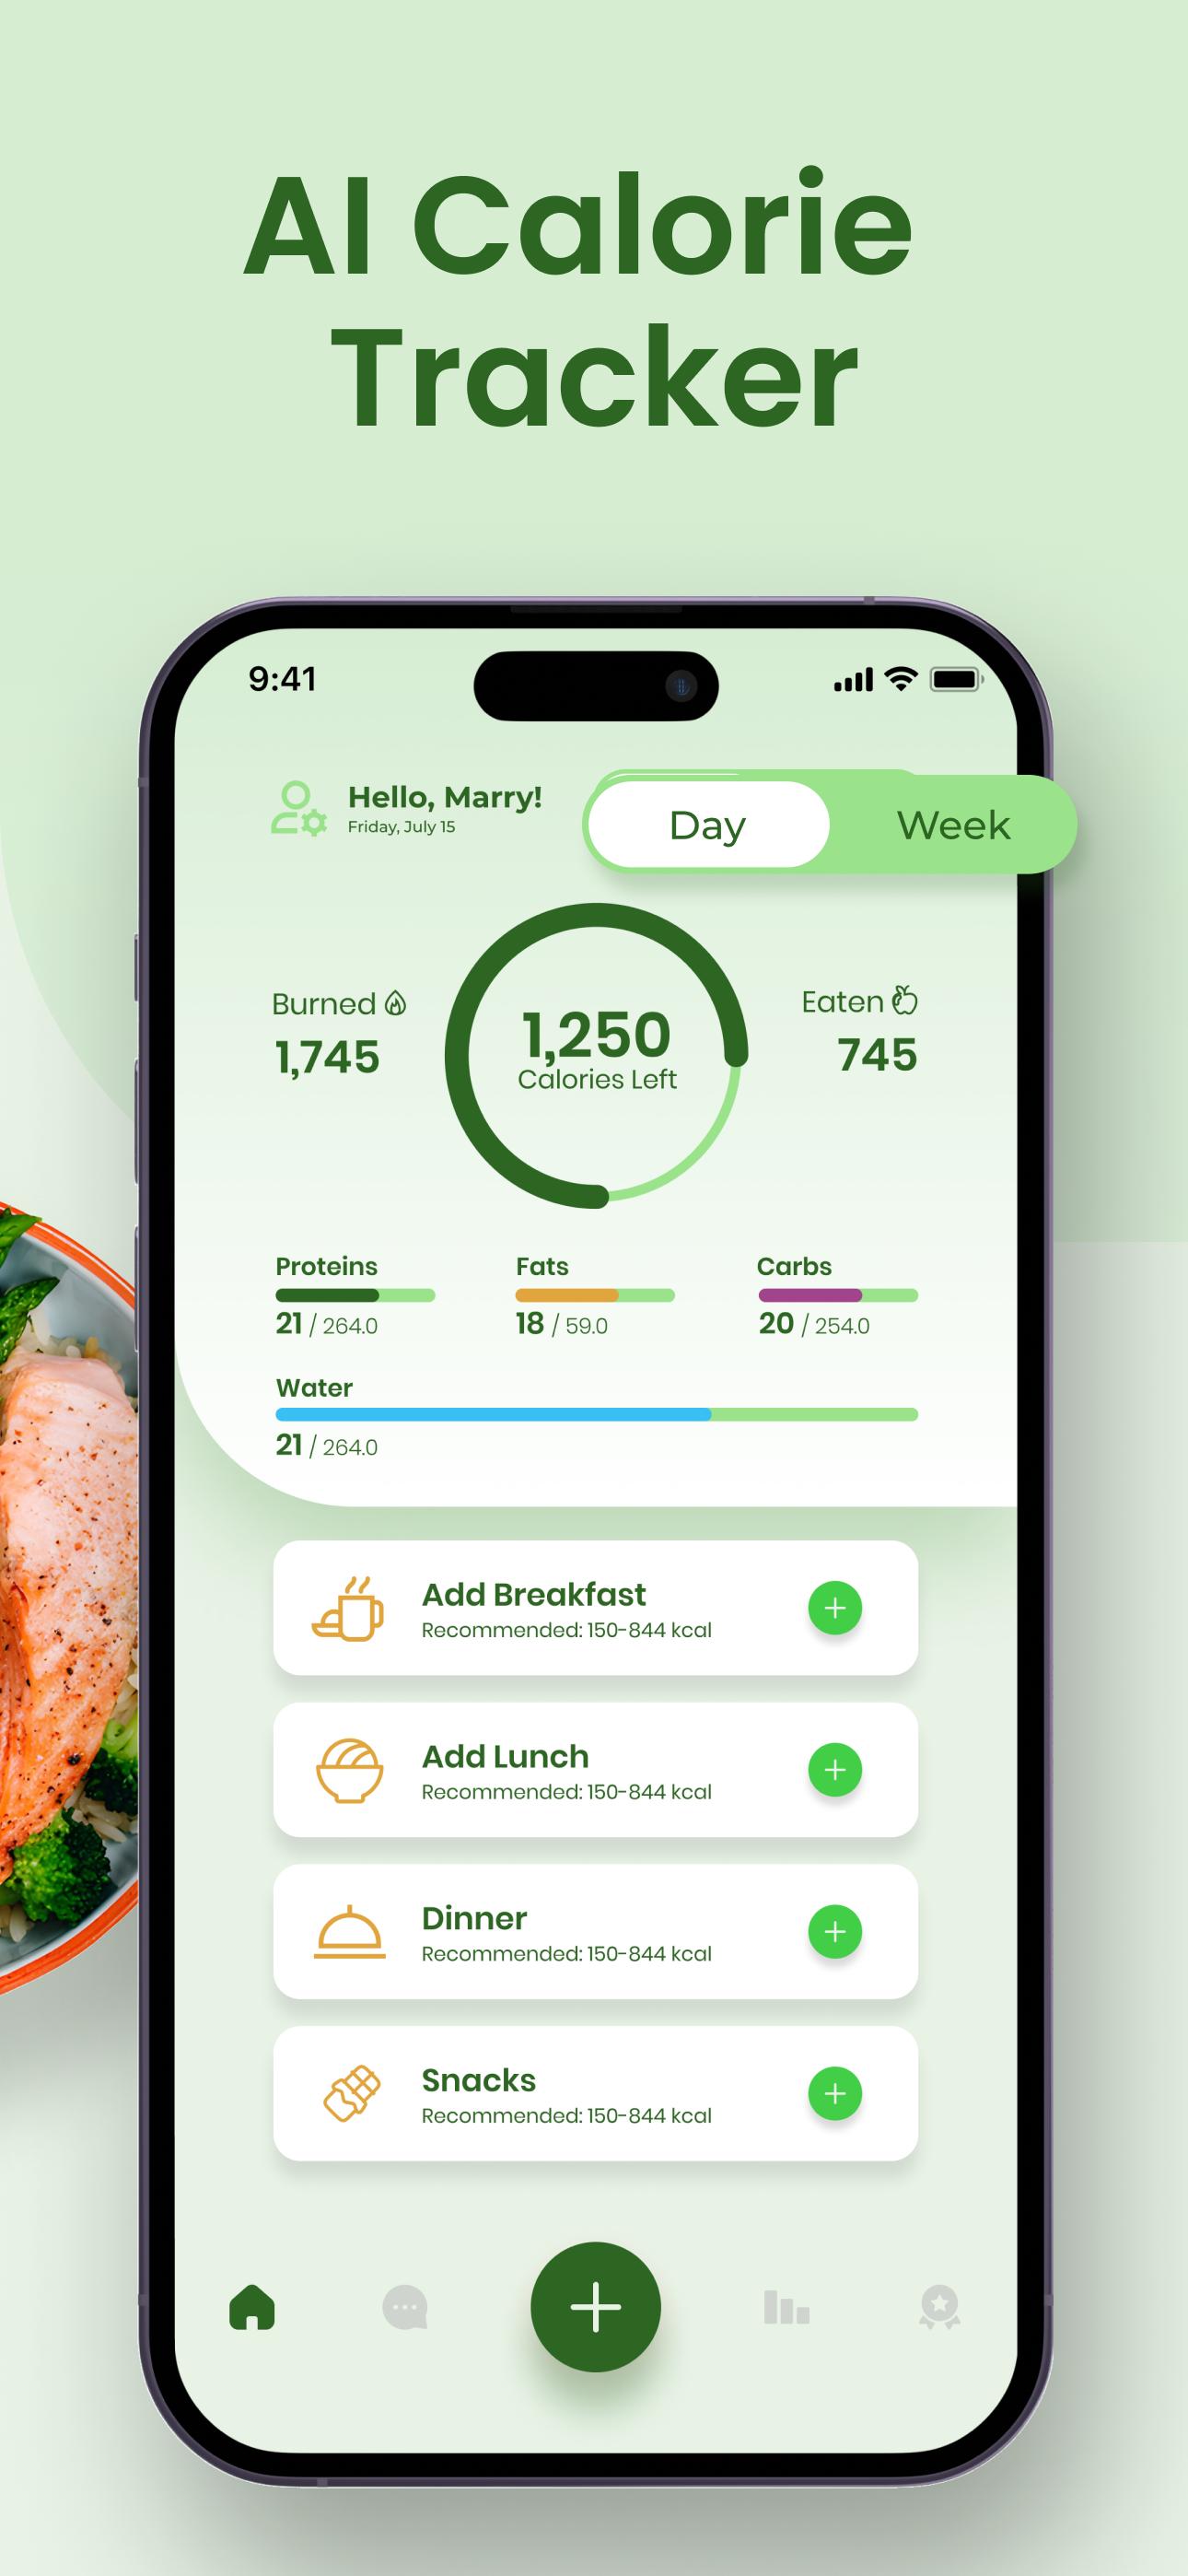 AI Calorie
Tracker
9:41
Hello, Marry!
Friday, July 15
Day
Week
Burned
1,745
1,250
Calories Left
Eaten
745
Proteins
21 / 264.0
Fats
18 / 59.0
Carbs
20 / 254.0
Water
21 / 264.0
Add Breakfast
Recommended: 150-844 kcal
Add Lunch
Recommended: 150-844 kcal
Dinner
Recommended: 150-844 kcal
Snacks
Recommended: 150-844 kcal